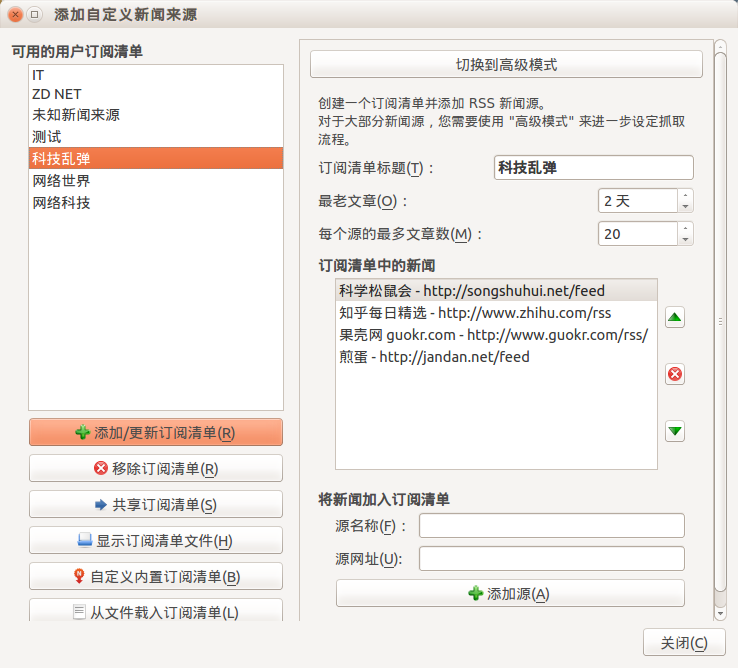 添加自定义新闻来源
可用的用户订阅清单
IT
ZD NET
未知新闻来源
测试
科技乱弹
网络世界
网络科技
添加/更新订阅清单(R)
移除订阅清单(R)
共享订阅清单(S)
显示订阅清单文件(H)
自定义内置订阅清单(B)
从文件载入订阅清单(L)
切换到高级模式
创建一个订阅清单并添加 RSS 新闻源。
对于大部分新闻源，您需要使用 "高级模式" 来进一步设定抓取
流程。
订阅清单标题(T)： 科技乱弹
最老文章(O)： 2 天
每个源的最多文章数(M)： 20
订阅清单中的新闻
科学松鼠会 - http://songshuhui.net/feed
知乎每日精选 - http://www.zhihu.com/rss
果壳网 guokr.com - http://www.guokr.com/rss/
煎蛋 - http://jandan.net/feed
将新闻加入订阅清单
源名称(F)：
源网址(U):
添加源(A)
关闭(C)